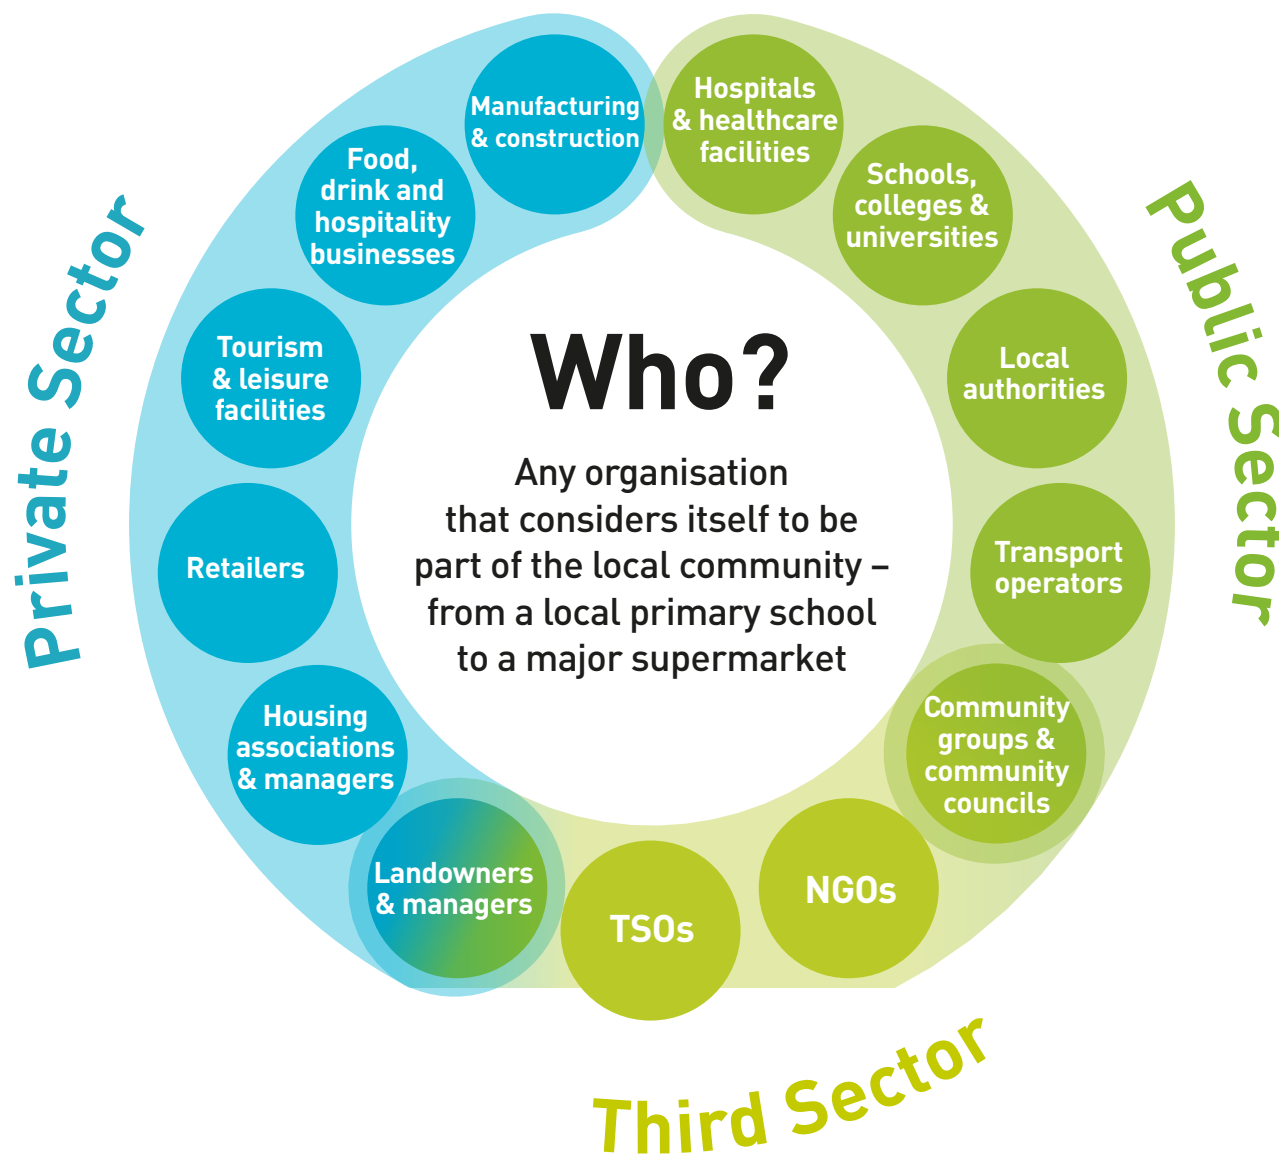 Manufacturing
& construction
Hospitals
& healthcare
facilities
Food,
drink and
hospitality
businesses
Schools,
colleges &
universities
Private Sector
Public Sector
Tourism
& leisure
facilities
Who?
Local
authorities
Any organisation
that considers itself to be
part of the local community –
from a local primary school
to a major supermarket
Retailers
Transport
operators
Housing
associations
& managers
Community
groups &
community
councils
Landowners
& managers
TSOs
NGOs
Third Sector